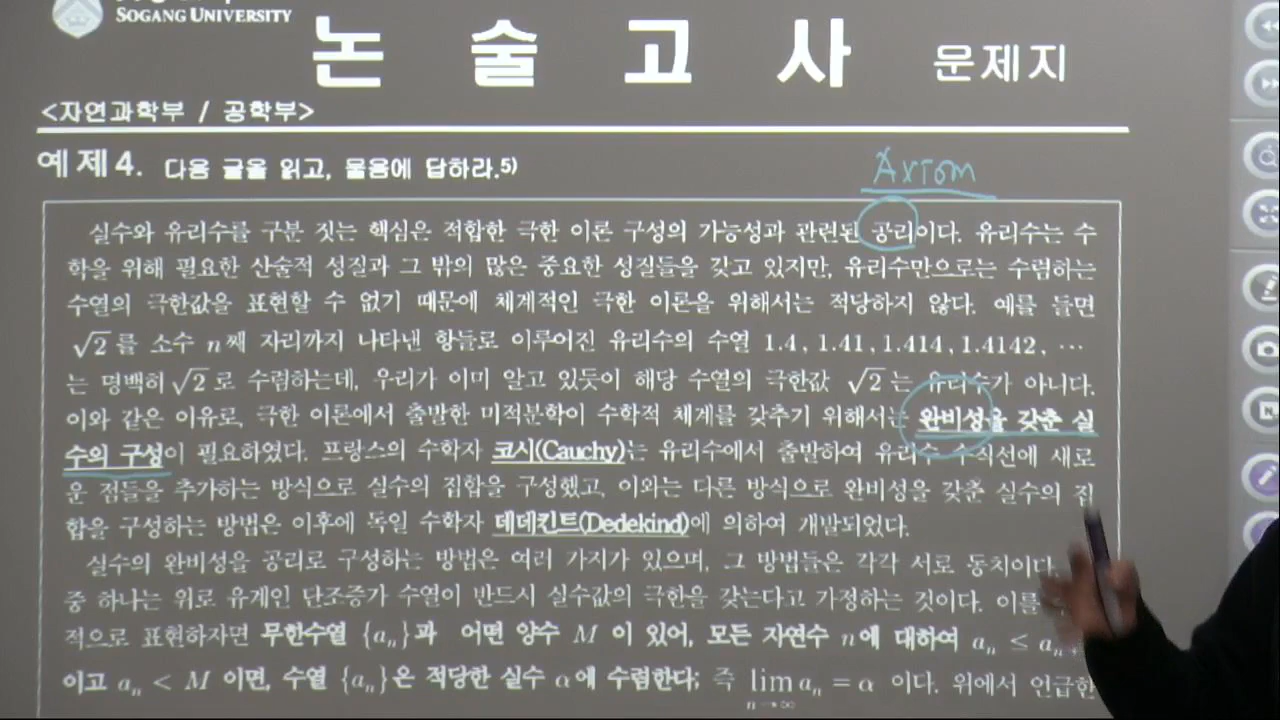 SOGANG UNIVERSITY
논 술 고 사 문제지
<자연과학부 / 공학부>
예제4. 다음 글을 읽고, 물음에 답하라.5)
Axiom
실수와 유리수를 구분 짓는 핵심은 적합한 극한 이론 구성의 가능성과 관련된 공리이다. 유리수는 수
학을 위해 필요한 산술적 성질과 그 밖의 많은 중요한 성질들을 갖고 있지만, 유리수만으로는 수렴하는
수열의 극한값을 표현할 수 없기 때문에 체계적인 극한 이론을 위해서는 적당하지 않다. 예를 들면
√2를 소수 n째 자리까지 나타낸 항들로 이루어진 유리수의 수열 1.4, 1.41, 1.414, 1.4142, ⋯
는 명백히 √2로 수렴하는데, 우리가 이미 알고 있듯이 해당 수열의 극한값 √2는 유리수가 아니다.
이와 같은 이유로, 극한 이론에서 출발한 미적분학이 수학적 체계를 갖추기 위해서는 완비성을 갖춘 실
수의 구성이 필요하였다. 프랑스의 수학자 코시(Cauchy)는 유리수에서 출발하여 유리수 수직선에 새로
운 점들을 추가하는 방식으로 실수의 집합을 구성했고, 이와는 다른 방식으로 완비성을 갖춘 실수의 집
합을 구성하는 방법은 이후에 독일 수학자 데데킨트(Dedekind)에 의하여 개발되었다.
실수의 완비성을 공리로 구성하는 방법은 여러 가지가 있으며, 그 방법들은 각각 서로 동치이다.
중 하나는 위로 유계인 단조증가 수열이 반드시 실수값의 극한을 갖는다고 가정하는 것이다. 이를
적으로 표현하자면 무한수열 {aₙ}과 어떤 양수 M 이 있어, 모든 자연수 n에 대하여 aₙ ≤ a
이고 aₙ < M 이면, 수열 {aₙ}은 적당한 실수 α에 수렴한다; 즉 lim n→∞ aₙ = α 이다. 위에서 언급한